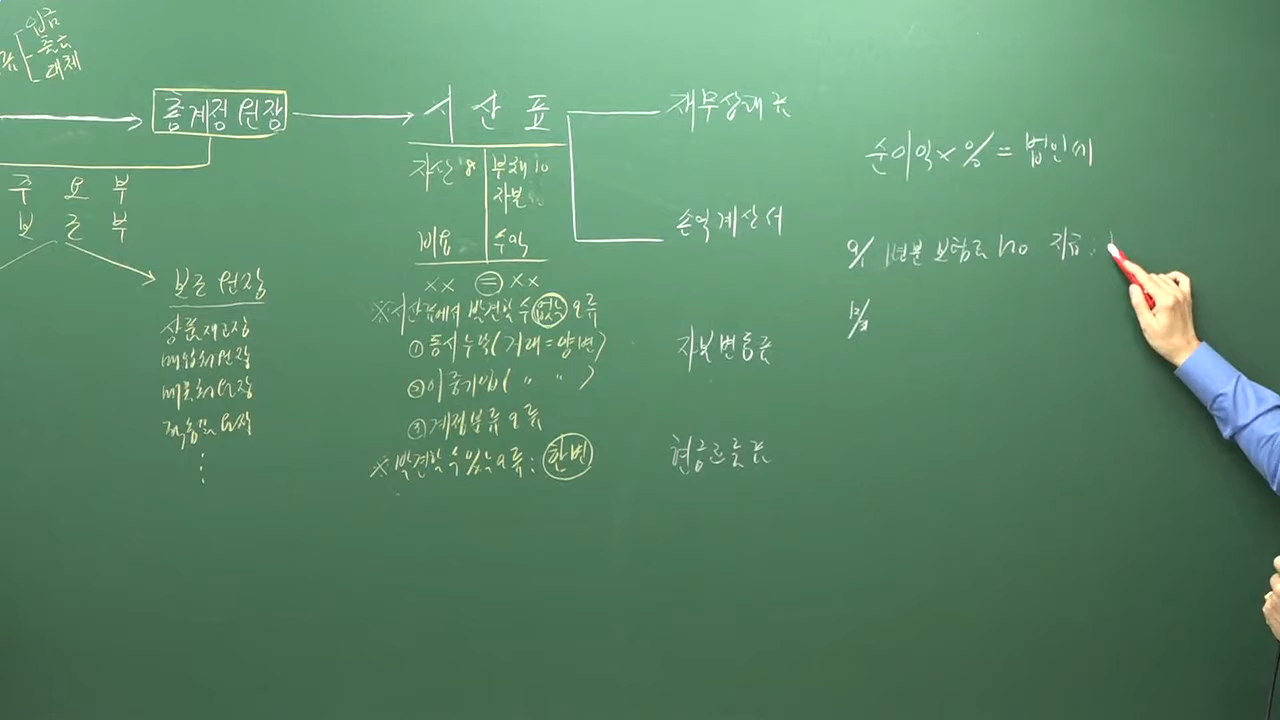 입금
출금
대체
총계정원장
시산표
재무상태표
자산 8
부채 10
자본
비용
수익
xx = xx
손익계산서
순이익 x % = 법인세
주요부
보조부
보조원장
상품재고장
매입처원장
매출처원장
적송품원장
⋮
※시산표에서 발견할 수 없는 오류
①동시누락(거래=양변)
②이중기입( " " )
③계정분류 오류
※발견할 수 있는 오류: 한변
자본변동표
현금흐름표
9/1 1년분 보험료 120 지급:
12/31